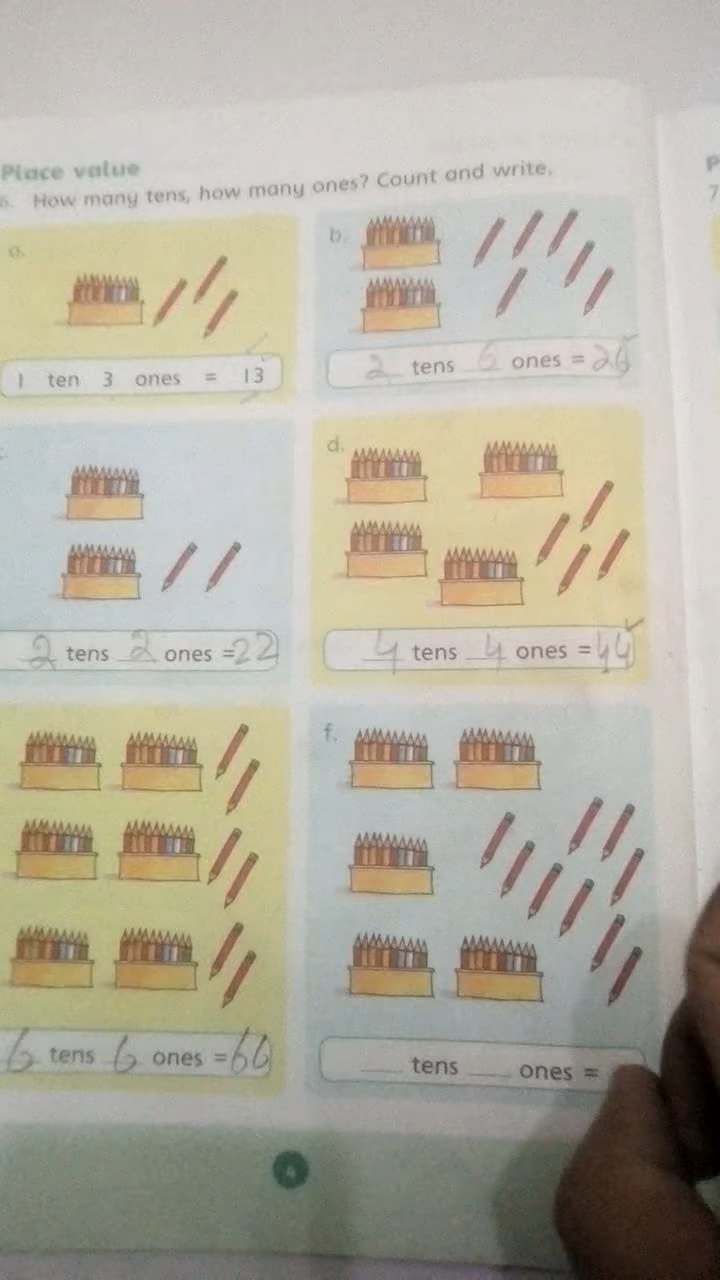 Place value
6. How many tens, how many ones? Count and write.
a.
1 ten 3 ones = 13
b.
2 tens 6 ones = 26
2 tens 2 ones = 22
d.
4 tens 4 ones = 44
6 tens 6 ones = 66
f.
tens ones =
P
7